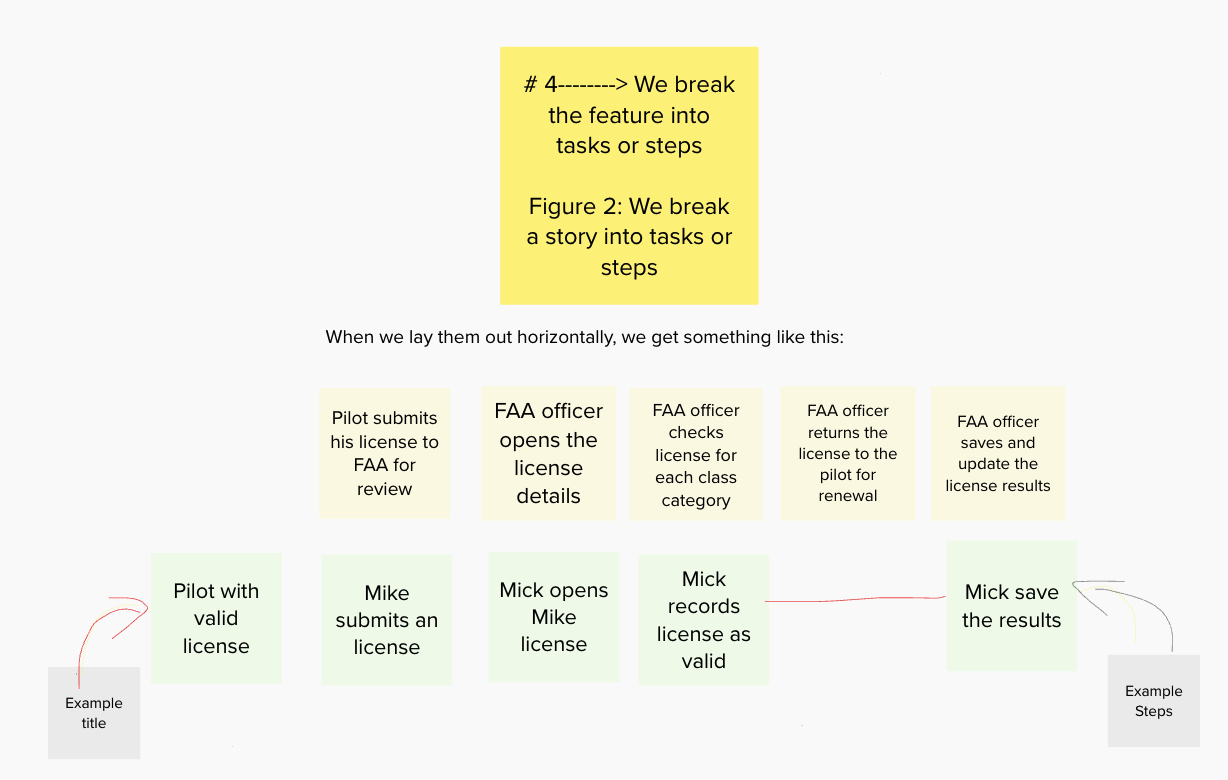 # 4--------> We break
the feature into
tasks or steps
Figure 2: We break
a story into tasks or
steps
When we lay them out horizontally, we get something like this:
Pilot submits
his license to
FAA for
review
FAA officer
opens the
license
details
FAA officer
checks
license for
each class
category
FAA officer
returns the
license to the
pilot for
renewal
FAA officer
saves and
update the
license results
Pilot with
valid
license
Mike
submits an
license
Mick opens
Mike
license
Mick
records
license as
valid
Mick save
the results
Example
title
Example
Steps